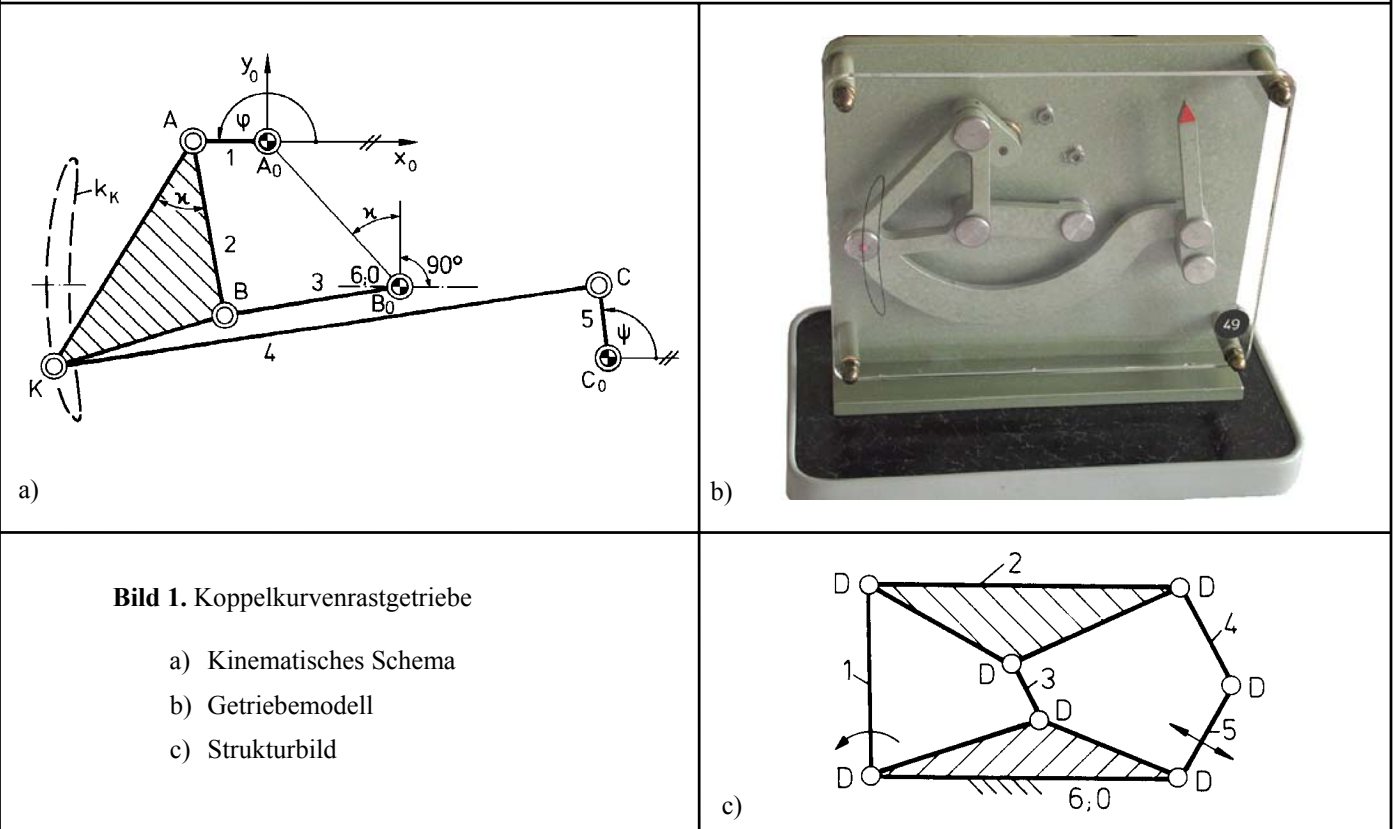 y₀
φ
A
1
A₀
x₀
k_K
ϰ
ϰ
2
90°
3
6;0
B
B₀
C
5
ψ
4
K
C₀
a)
49
b)
Bild 1. Koppelkurvenrastgetriebe
a) Kinematisches Schema
b) Getriebemodell
c) Strukturbild
2
D
D
4
1
D
3
D
D
5
D
D
6;0
c)